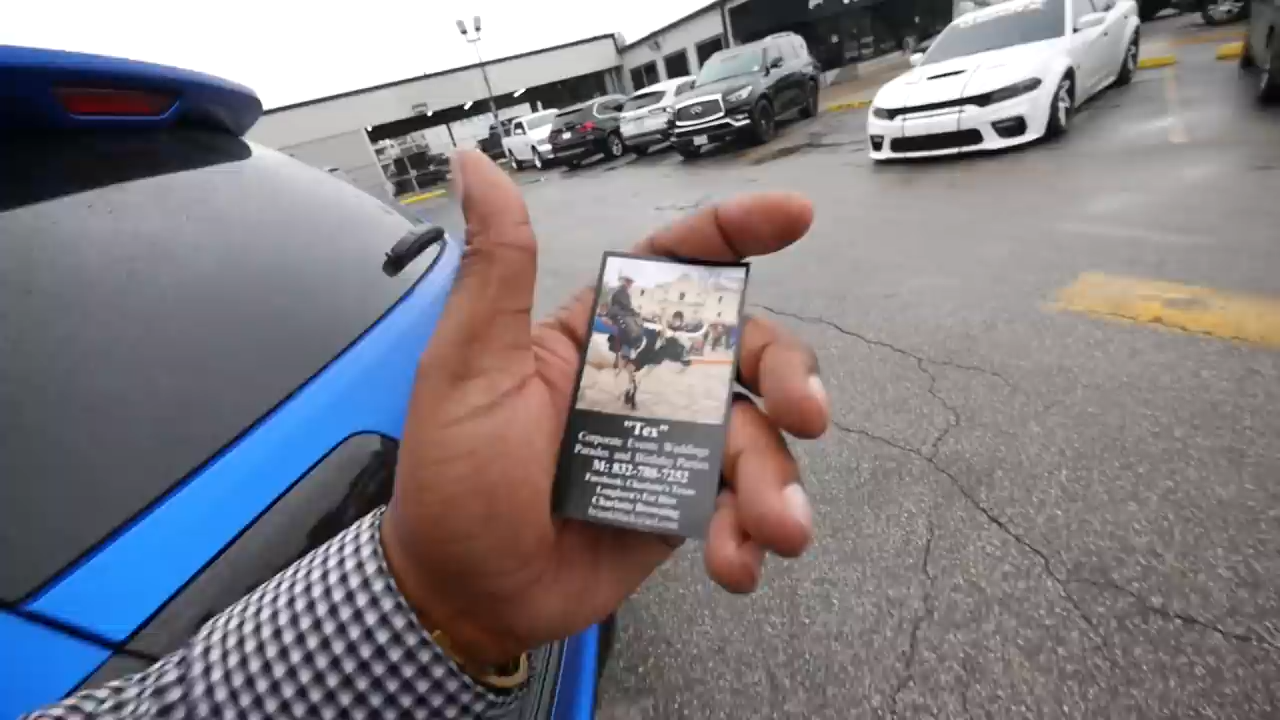 "Tex"
Corporate Events Weddings
Parades and Birthday Parties
M: 832-788-7252
Facebook: Charlotte's Texas
Longhorn's For Hire
Charlotte Browning